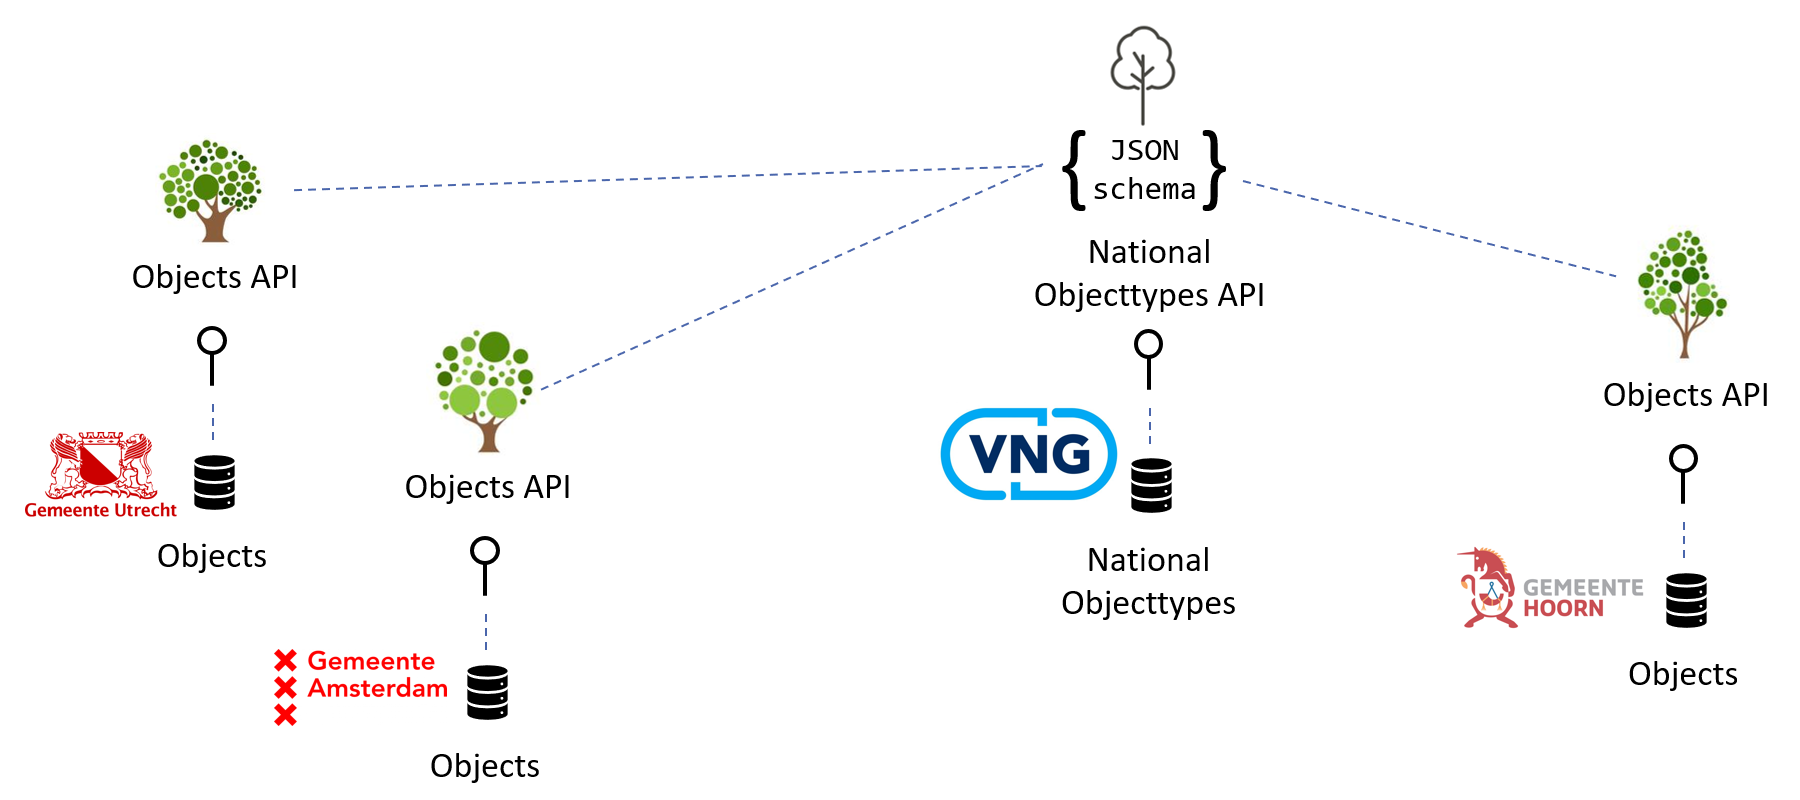 { JSON
schema }
National
Objecttypes API
VNG
National
Objecttypes
Objects API
Gemeente Utrecht
Objects
Objects API
Gemeente
Amsterdam
Objects
Objects API
GEMEENTE
HOORN
Objects